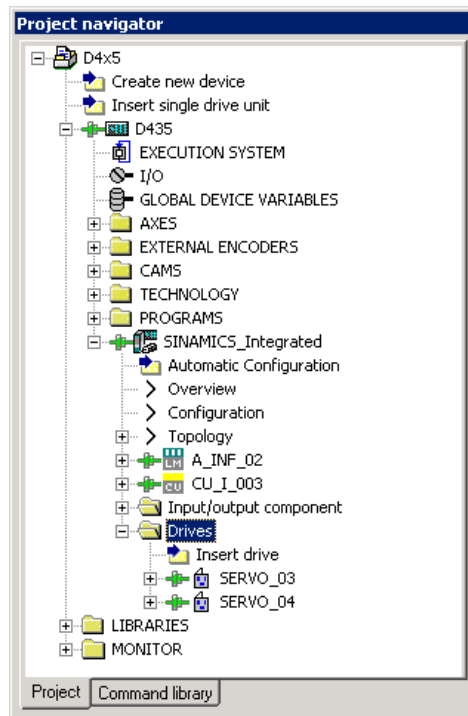 Project navigator
D4x5
Create new device
Insert single drive unit
D435
EXECUTION SYSTEM
I/O
GLOBAL DEVICE VARIABLES
AXES
EXTERNAL ENCODERS
CAMS
TECHNOLOGY
PROGRAMS
SINAMICS_Integrated
Automatic Configuration
Overview
Configuration
Topology
LM A_INF_02
CU CU_I_003
Input/output component
Drives
Insert drive
SERVO_03
SERVO_04
LIBRARIES
MONITOR
Project Command library